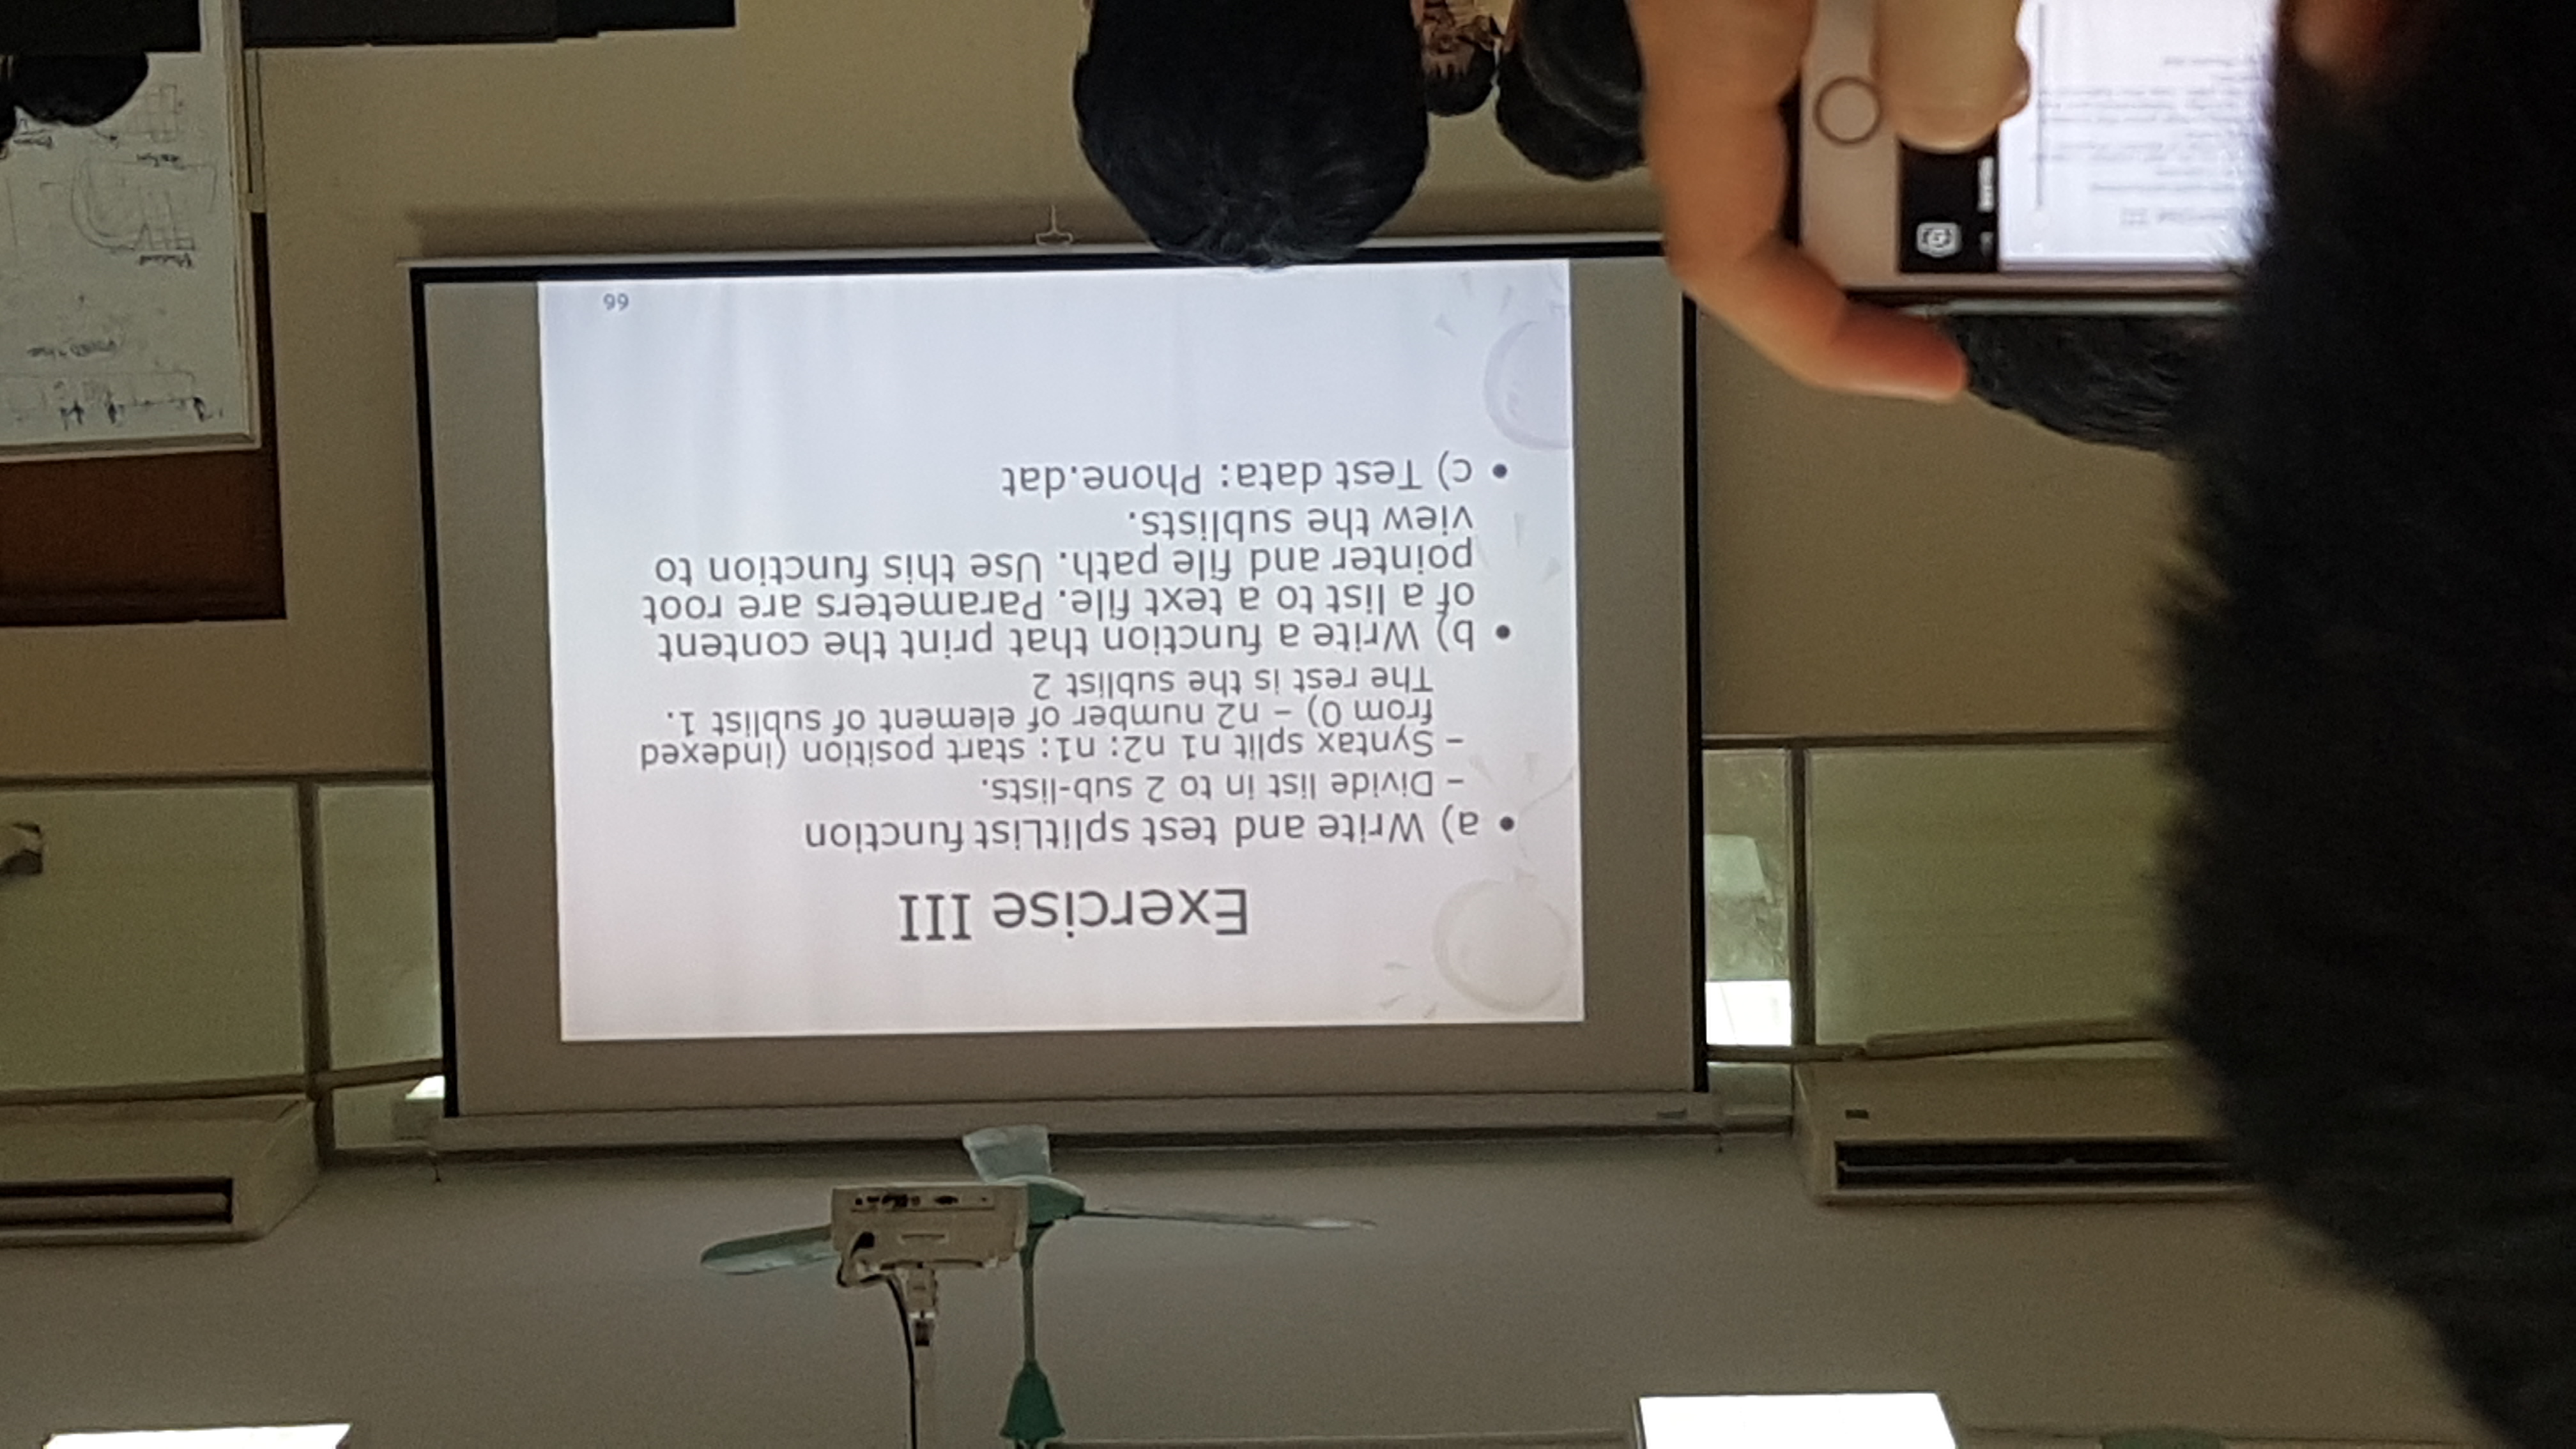 Exercise III
• a) Write and test splitList function
– Divide list in to 2 sub-lists.
– Syntax split n1 n2: n1: start position (indexed
from 0) – n2 number of element of sublist 1.
The rest is the sublist 2
• b) Write a function that print the content
of a list to a text file. Parameters are root
pointer and file path. Use this function to
view the sublists.
• c) Test data: Phone.dat
66